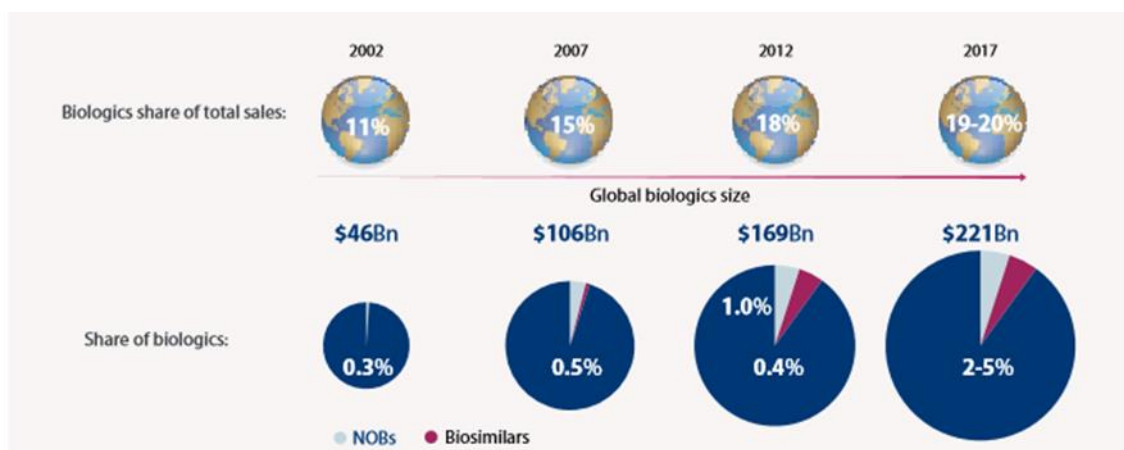 2002 2007 2012 2017
Biologics share of total sales: 11% 15% 18% 19-20%
Global biologics size
$46Bn $106Bn $169Bn $221Bn
1.0%
Share of biologics: 0.3% 0.5% 0.4% 2-5%
NOBs Biosimilars